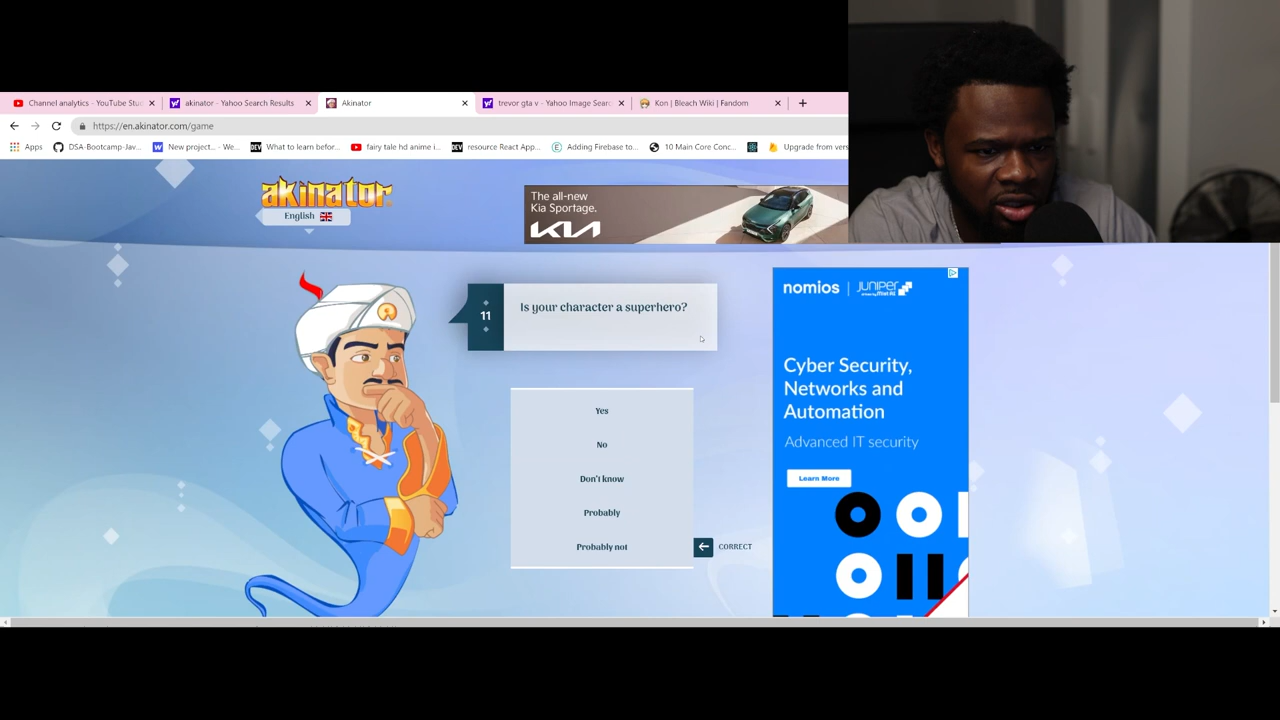 Channel analytics - YouTube Stu
akinator - Yahoo Search Results
Akinator
trevor gta v - Yahoo Image Sear
Kon | Bleach Wiki | Fandom
https://en.akinator.com/game
Apps
DSA-Bootcamp-Jav...
New project... - We...
DEV
What to learn befor...
fairy tale hd anime i...
DEV
resource React App...
Adding Firebase to...
10 Main Core Conc...
Upgrade from vers
akinator
English
The all-new
Kia Sportage.
KIA
11
Is your character a superhero?
Yes
No
Don't know
Probably
Probably not
CORRECT
nomios | JUNIPER
Cyber Security,
Networks and
Automation
Advanced IT security
Learn More